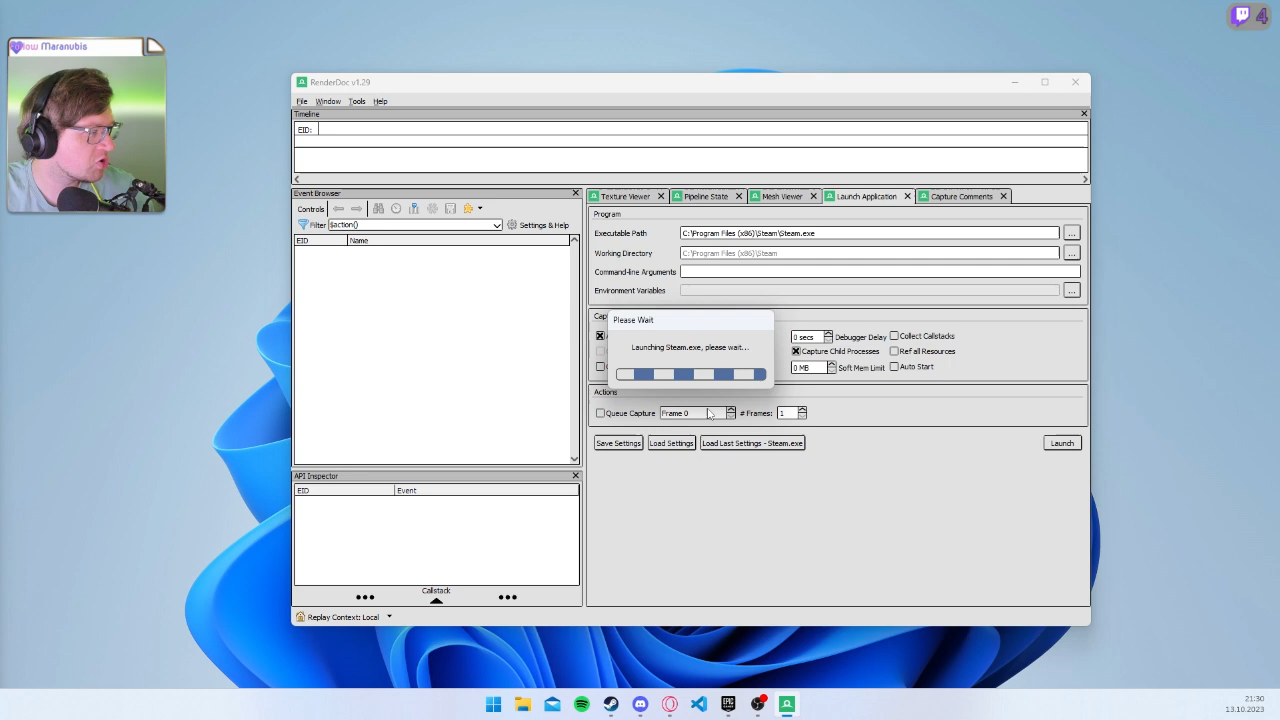 4
Follow Maranubis
RenderDoc v1.29
File Window Tools Help
Timeline
EID:
Event Browser
Controls
Filter $action() Settings & Help
EID Name
API Inspector
EID Event
Callstack
Replay Context: Local
Texture Viewer Pipeline State Mesh Viewer Launch Application Capture Comments
Program
Executable Path C:\Program Files (x86)\Steam\Steam.exe ...
Working Directory C:\Program Files (x86)\Steam ...
Command-line Arguments
Environment Variables ...
Please Wait
Launching Steam.exe, please wait...
0 secs Debugger Delay Collect Callstacks
Capture Child Processes Ref all Resources
0 MB Soft Mem Limit Auto Start
Actions
Queue Capture Frame 0 # Frames: 1
Save Settings Load Settings Load Last Settings - Steam.exe Launch
EPIC
21:30
13.10.2023